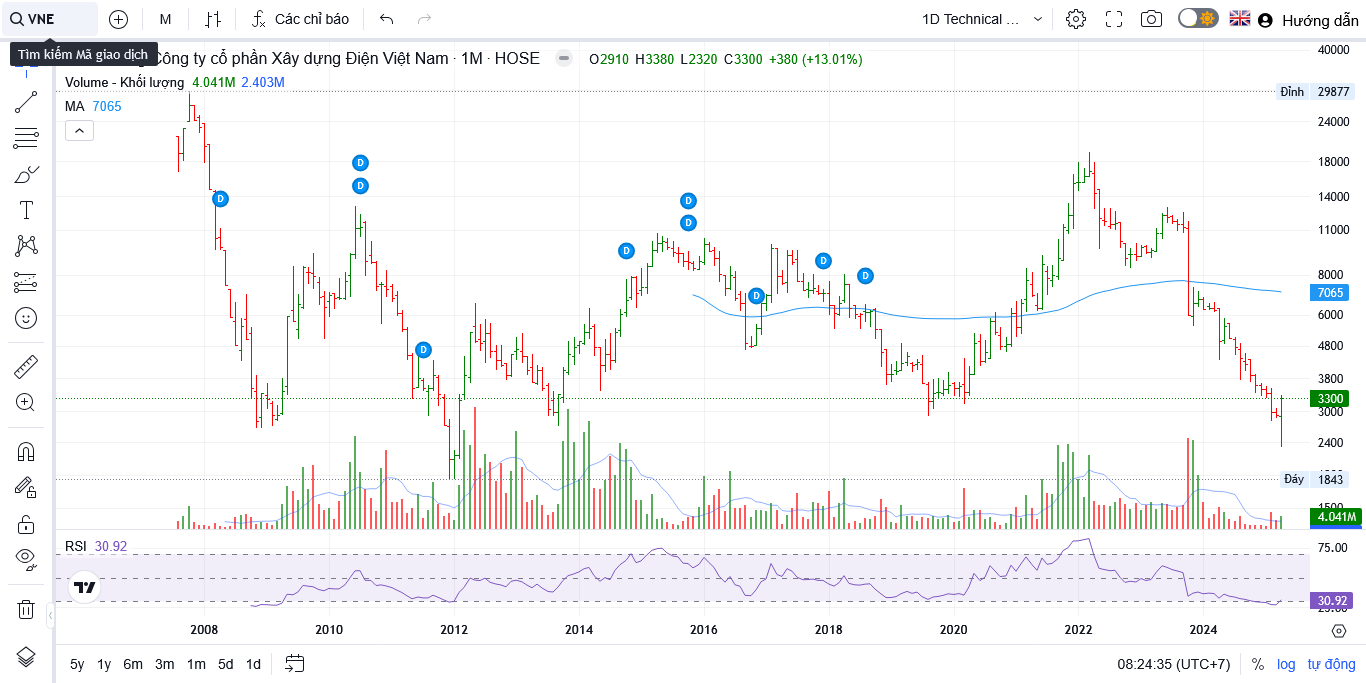 VNE
M
Các chỉ báo
1D Technical ...
Hướng dẫn
Tìm kiếm Mã giao dịch
Công ty cổ phần Xây dựng Điện Việt Nam · 1M · HOSE
O2910 H3380 L2320 C3300 +380 (+13.01%)
Volume - Khối lượng 4.041M 2.403M
MA 7065
40000
Đỉnh 29877
24000
18000
14000
11000
8000
7065
6000
4800
3800
3300
3000
2400
Đáy 1843
1500
4.041M
D
D
D
D
D
D
D
D
D
D
RSI 30.92
75.00
30.92
25.00
2008 2010 2012 2014 2016 2018 2020 2022 2024
5y 1y 6m 3m 1m 5d 1d
08:24:35 (UTC+7) % log tự động